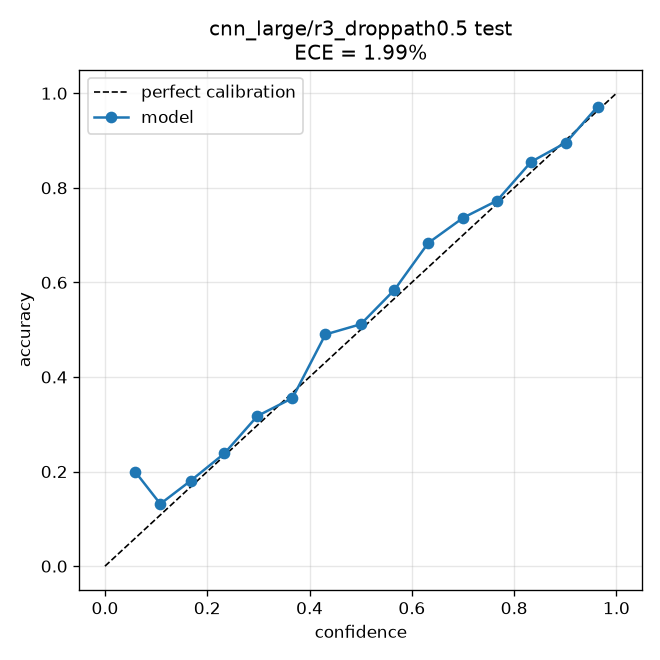 cnn_large/r3_droppath0.5 test
ECE = 1.99%
perfect calibration
model
1.0
0.8
0.6
0.4
0.2
0.0
accuracy
0.0 0.2 0.4 0.6 0.8 1.0
confidence